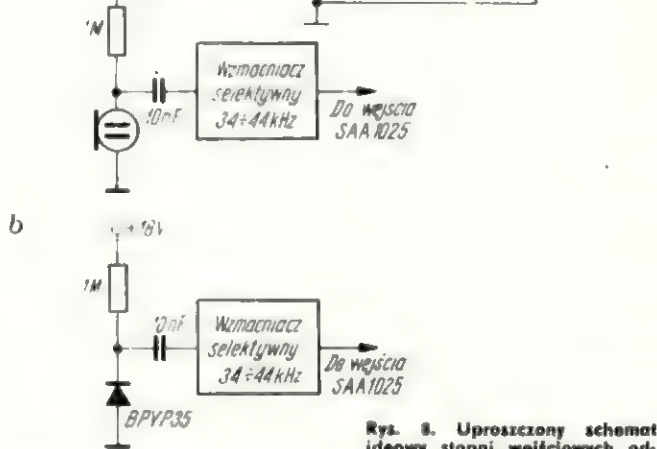 1M
10nF
Wzmacniacz
selektywny
34÷44kHz
Do wejścia
SAA1025
b
+18V
1M
10nF
Wzmacniacz
selektywny
34÷44kHz
Do wejścia
SAA1025
BPYP35
Rys. 8. Uproszczony schemat
ideowy stopni wejściowych od-